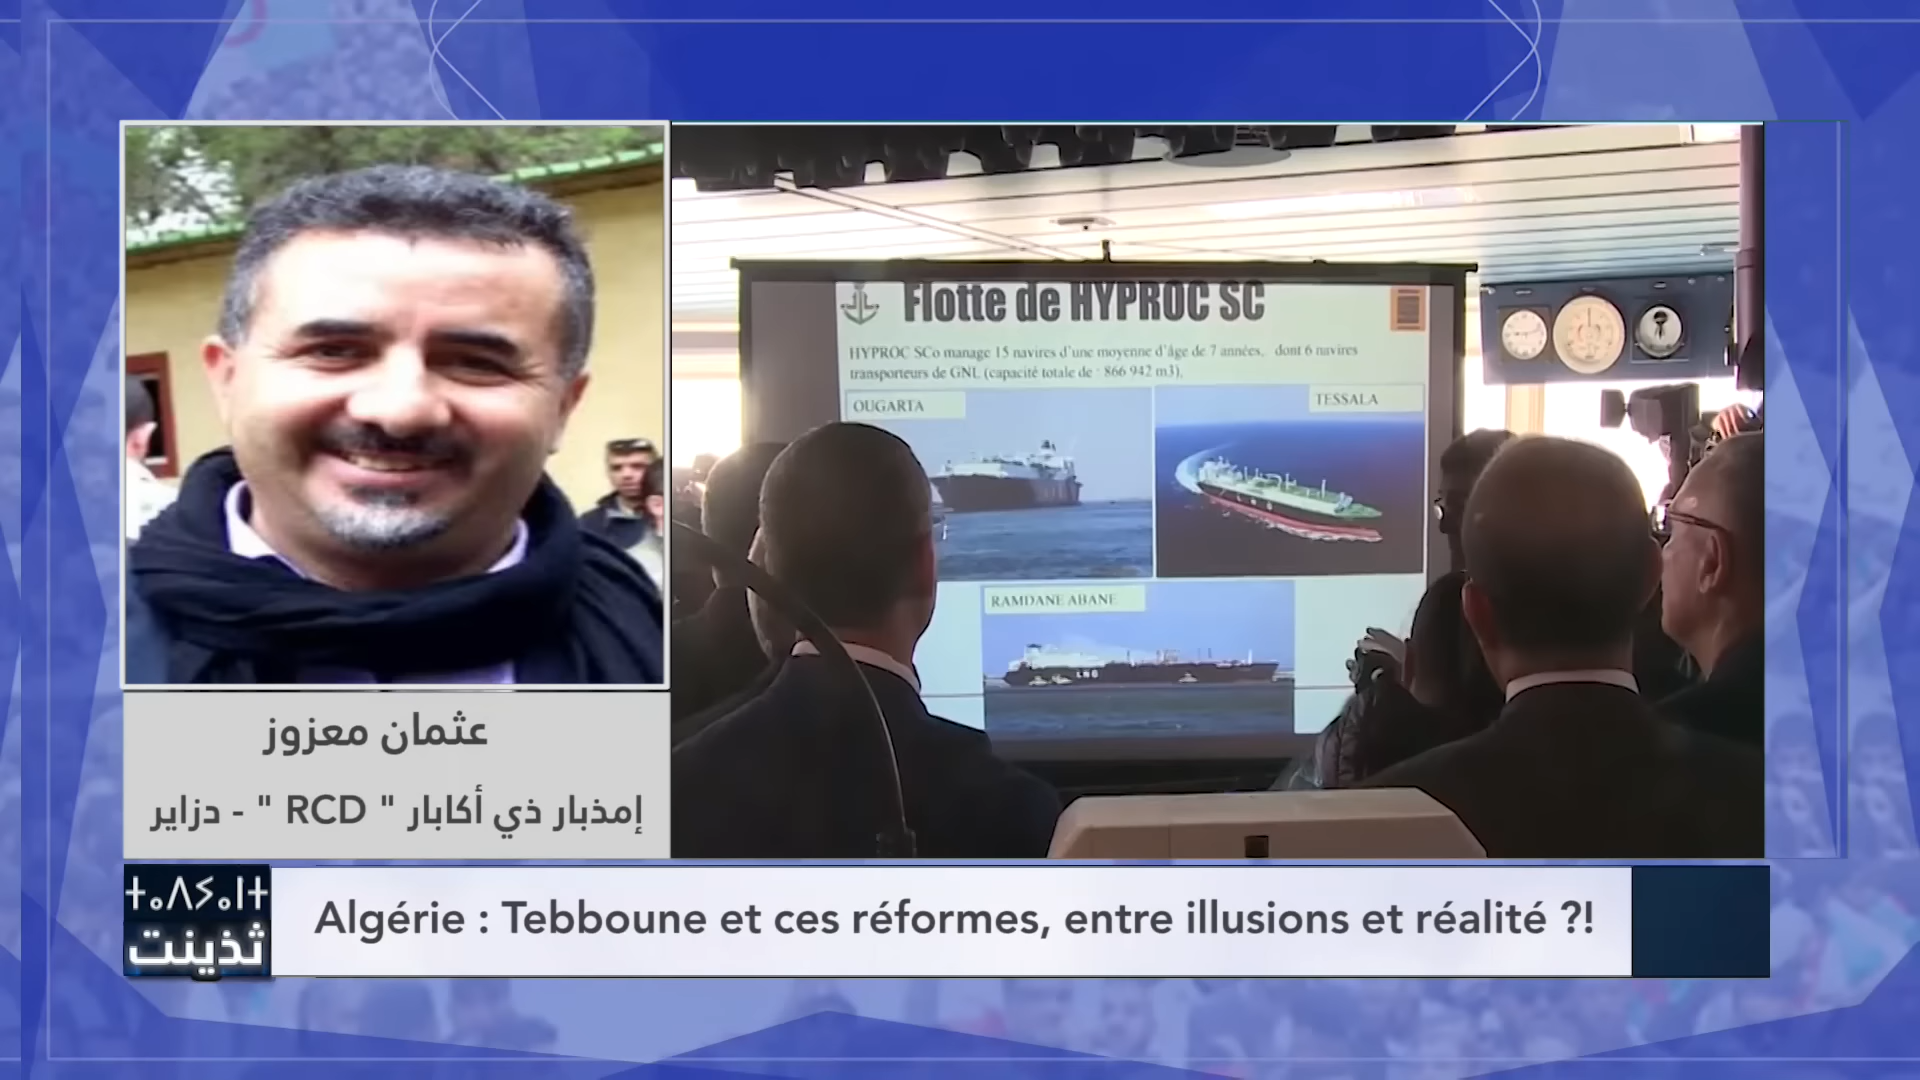 Flotte de HYPROC SC
HYPROC SCo manage 15 navires d'une moyenne d'âge de 7 années, dont 6 navires
transporteurs de GNL (capacité totale de : 866 942 m3).
OUGARTA
TESSALA
RAMDANE ABANE
LNG
عثمان معزوز
إمذبار ذي أكابار " RCD " - دزاير
ⵜⴰⴷⵢⴰⵏⵜ
ثذينت
Algérie : Tebboune et ces réformes, entre illusions et réalité ?!